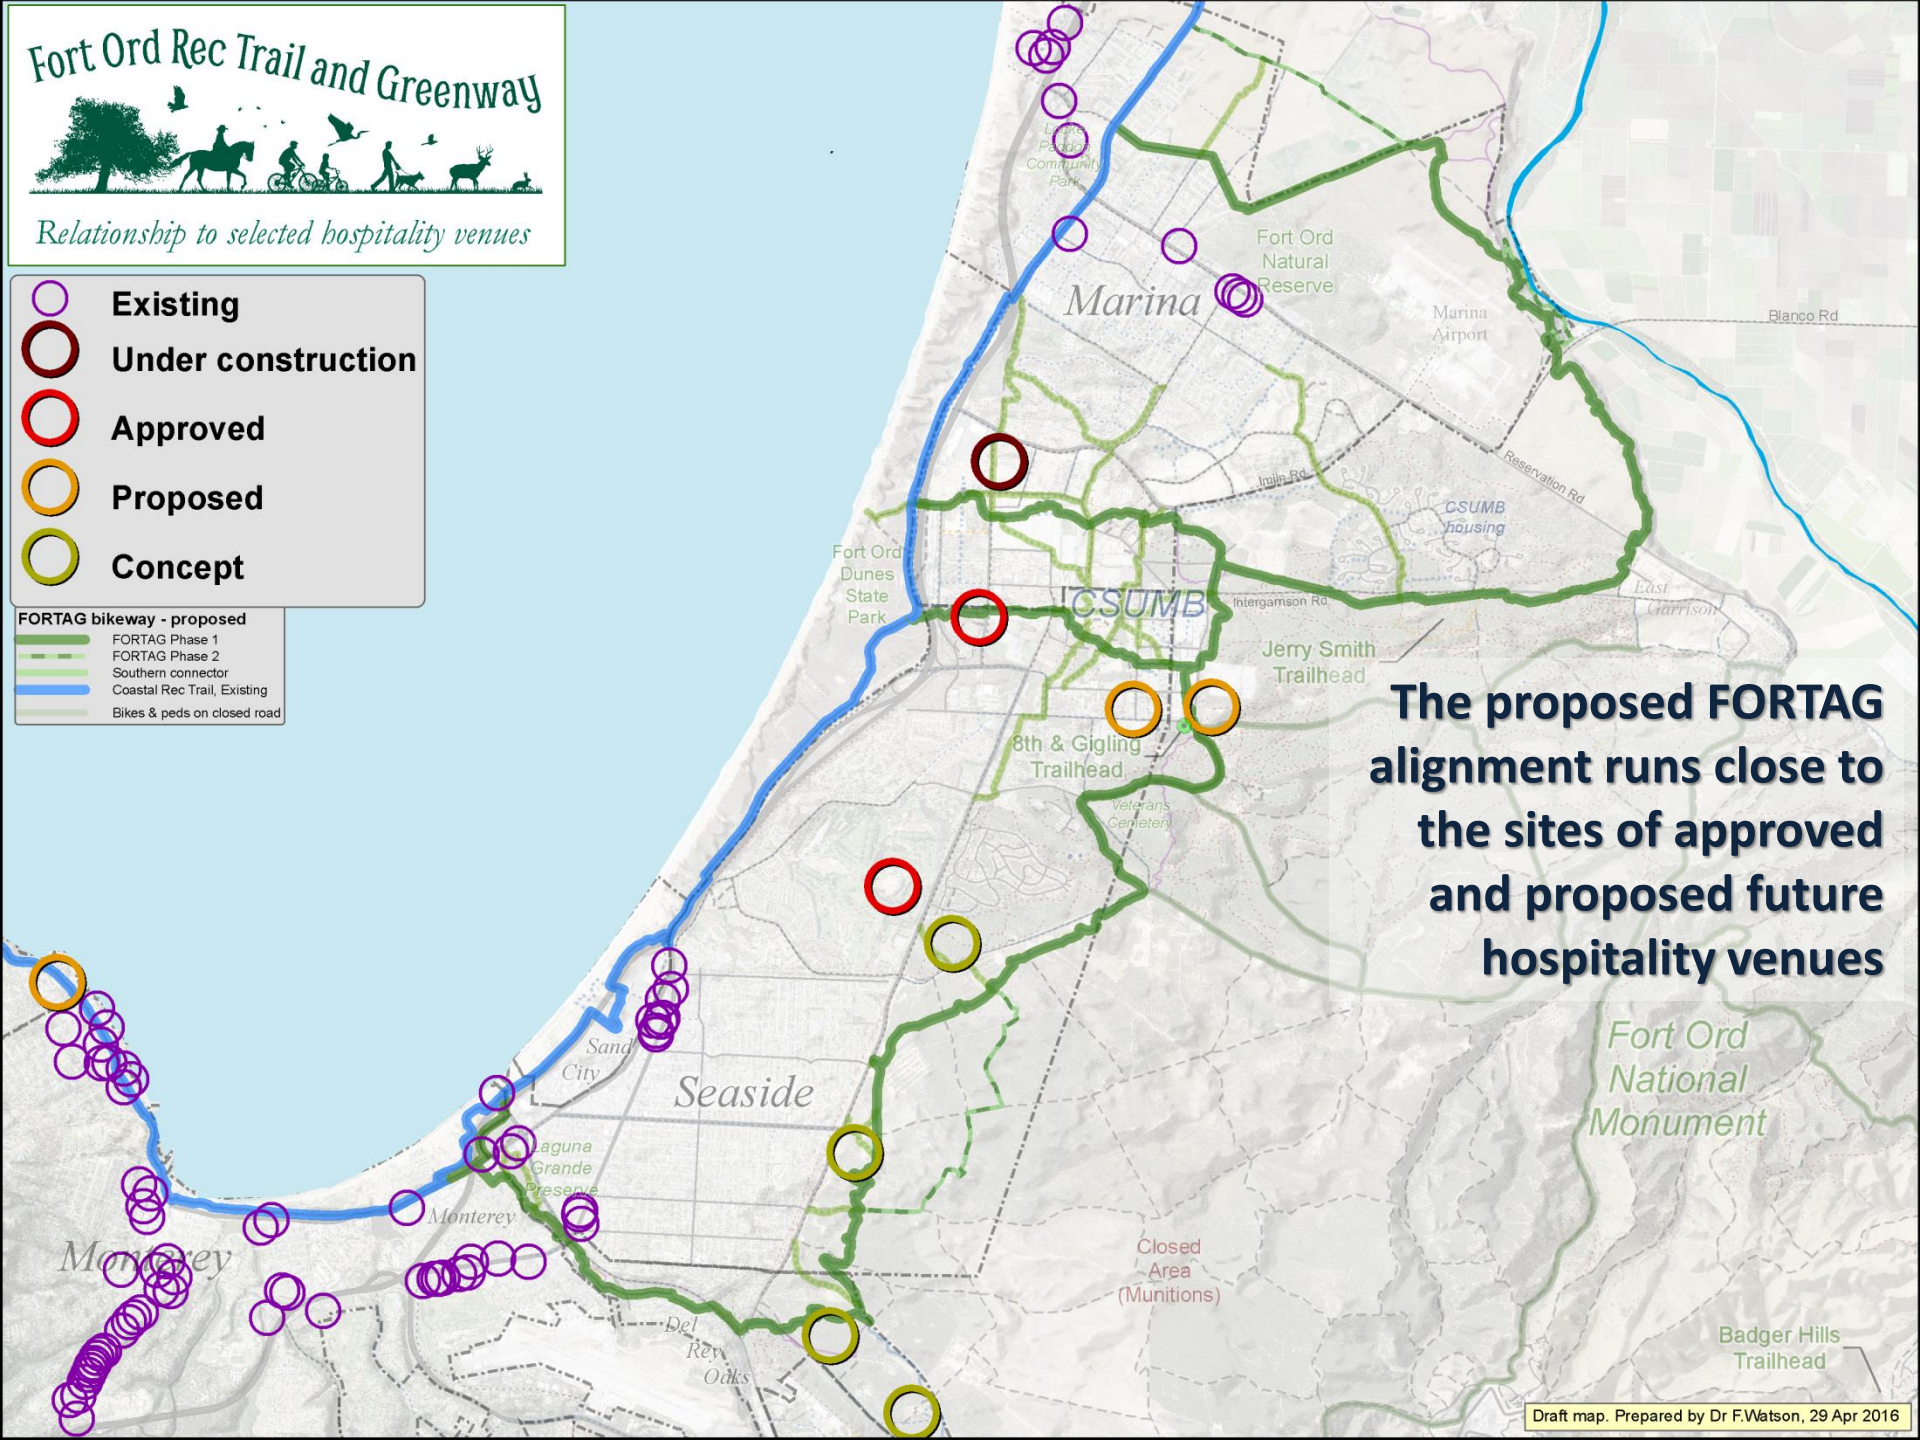 Fort Ord Rec Trail and Greenway
Relationship to selected hospitality venues
Existing
Under construction
Approved
Proposed
Concept
FORTAG bikeway - proposed
FORTAG Phase 1
FORTAG Phase 2
Southern connector
Coastal Rec Trail, Existing
Bikes & peds on closed road
Locke
Paddon
Community
Park
Fort Ord
Natural
Reserve
Marina
Marina
Airport
Blanco Rd
Reservation Rd
Imjin Rd
CSUMB
housing
Fort Ord
Dunes
State
Park
CSUMB
Intergarrison Rd
East
Garrison
Jerry Smith
Trailhead
8th & Gigling
Trailhead
Veterans
Cemetery
The proposed FORTAG
alignment runs close to
the sites of approved
and proposed future
hospitality venues
Sand
City
Seaside
Fort Ord
National
Monument
Laguna
Grande
Preserve
Monterey
Monterey
Closed
Area
(Munitions)
Del
Rey
Oaks
Badger Hills
Trailhead
Draft map. Prepared by Dr F.Watson, 29 Apr 2016